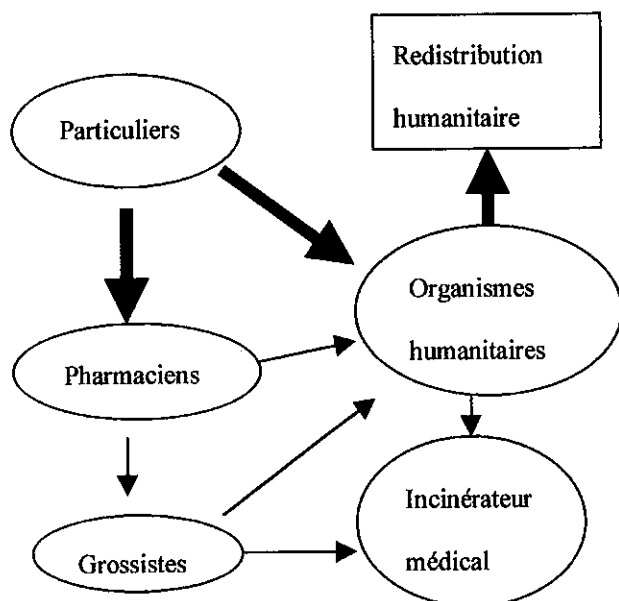 Redistribution
humanitaire
Particuliers
Organismes
humanitaires
Pharmaciens
Incinérateur
médical
Grossistes